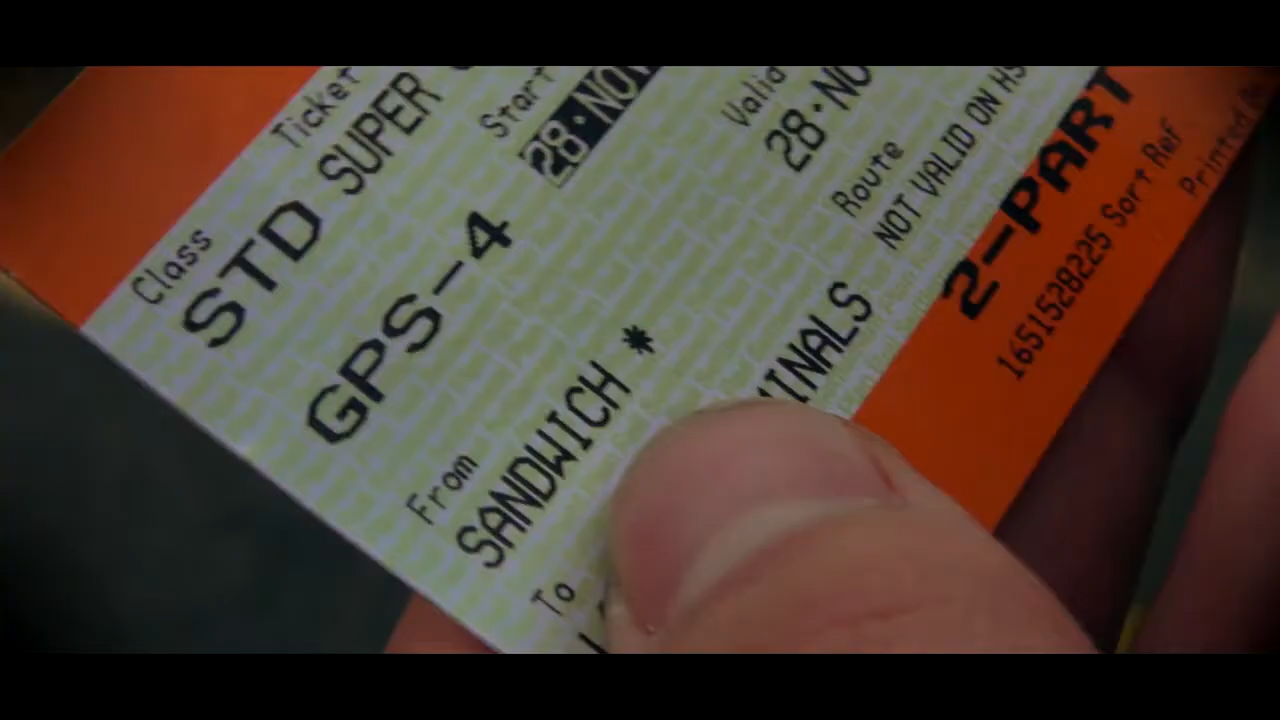 Class Ticket
STD SUPER
GPS-4
Start
28·NOV
Valid
28·NO
From
SANDWICH *
Route
NOT VALID ON HS
To
INALS
2-PART
1651528225 Sort Ref
Printed